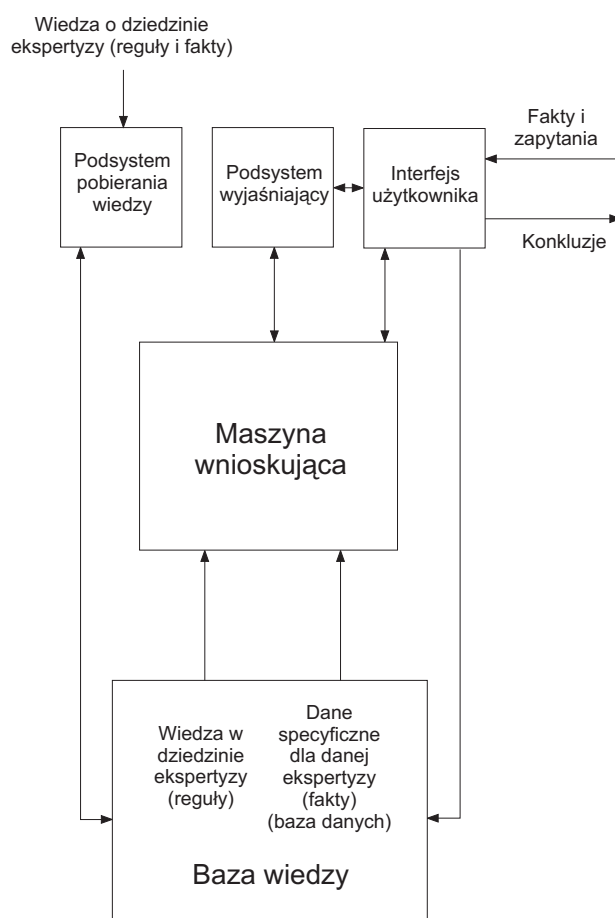 Wiedza o dziedzinie
ekspertyzy (reguły i fakty)
Fakty i
zapytania
Podsystem
pobierania
wiedzy
Podsystem
wyjaśniający
Interfejs
użytkownika
Konkluzje
Maszyna
wnioskująca
Wiedza w
dziedzinie
ekspertyzy
(reguły)
Dane
specyficzne
dla danej
ekspertyzy
(fakty)
(baza danych)
Baza wiedzy